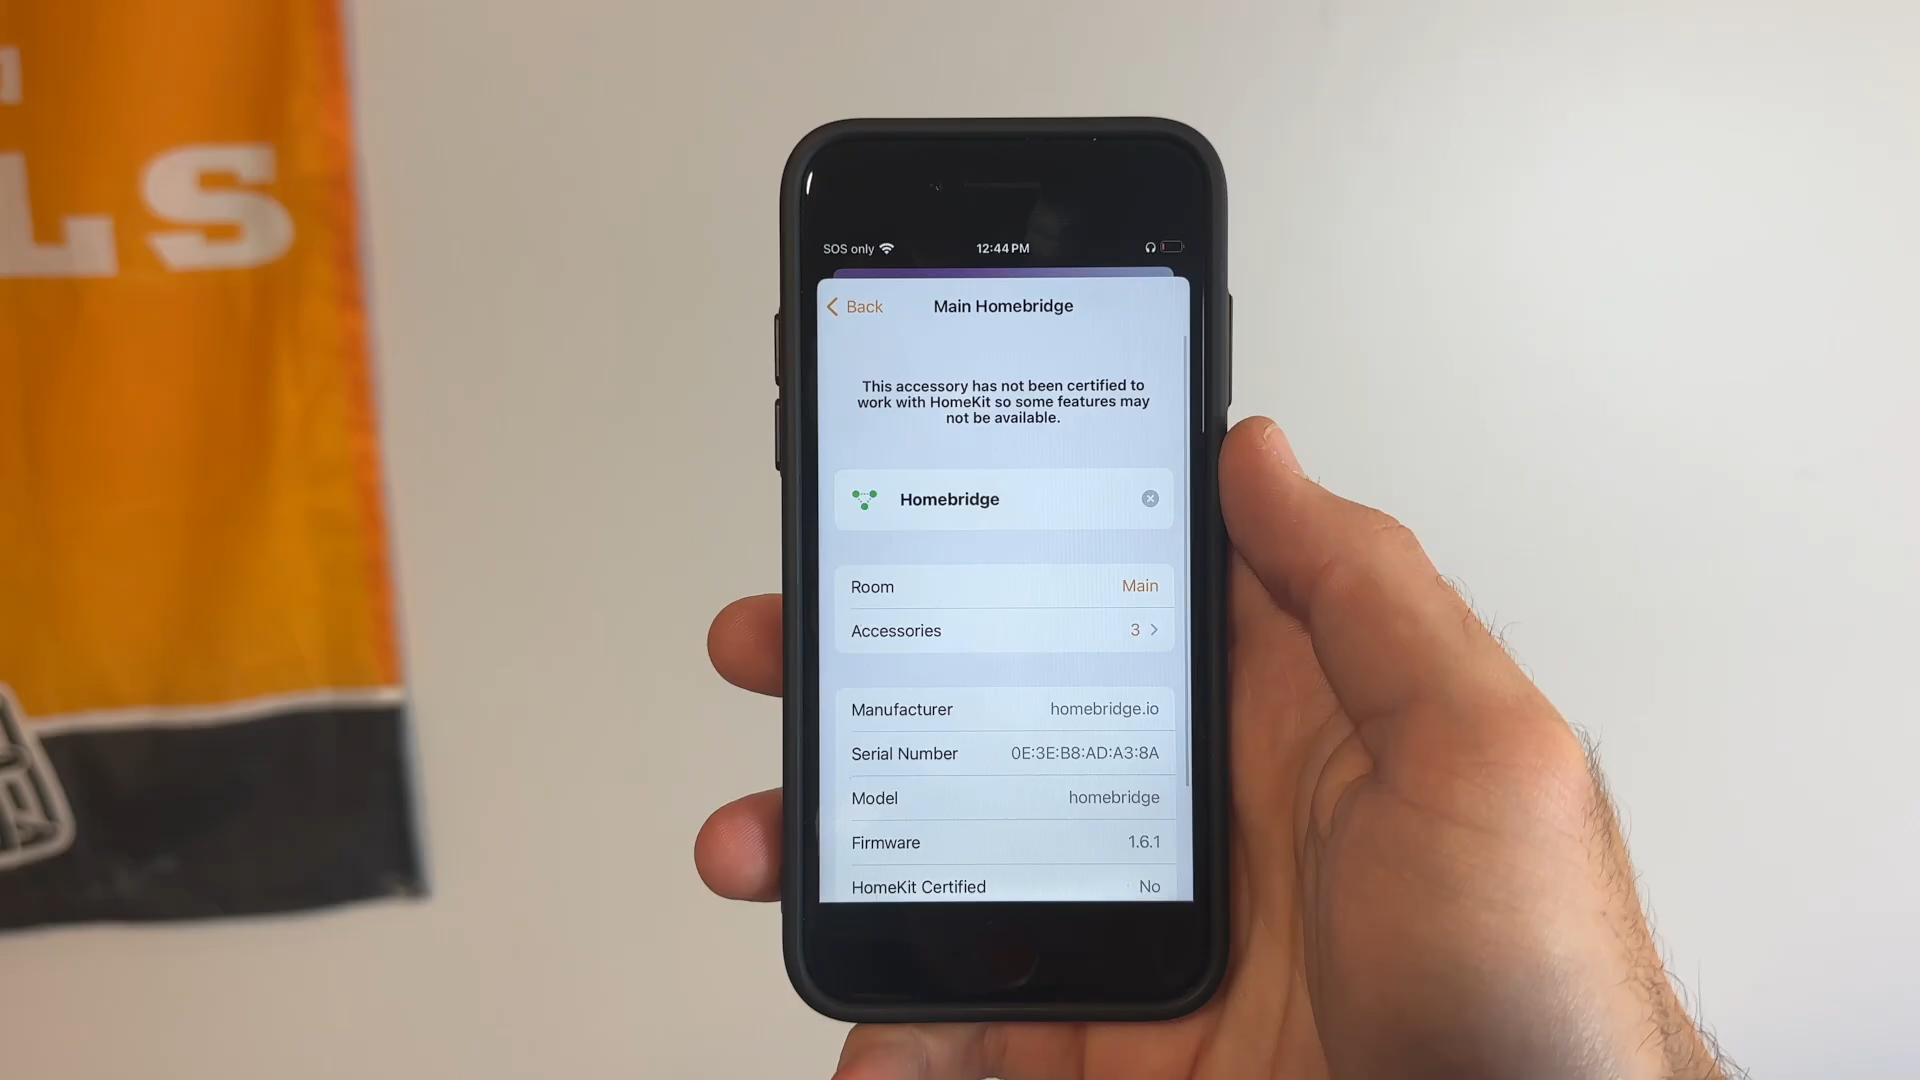 LS
SOS only 12:44 PM
Back Main Homebridge
This accessory has not been certified to
work with HomeKit so some features may
not be available.
Homebridge
Room Main
Accessories 3
Manufacturer homebridge.io
Serial Number 0E:3E:B8:AD:A3:8A
Model homebridge
Firmware 1.6.1
HomeKit Certified No